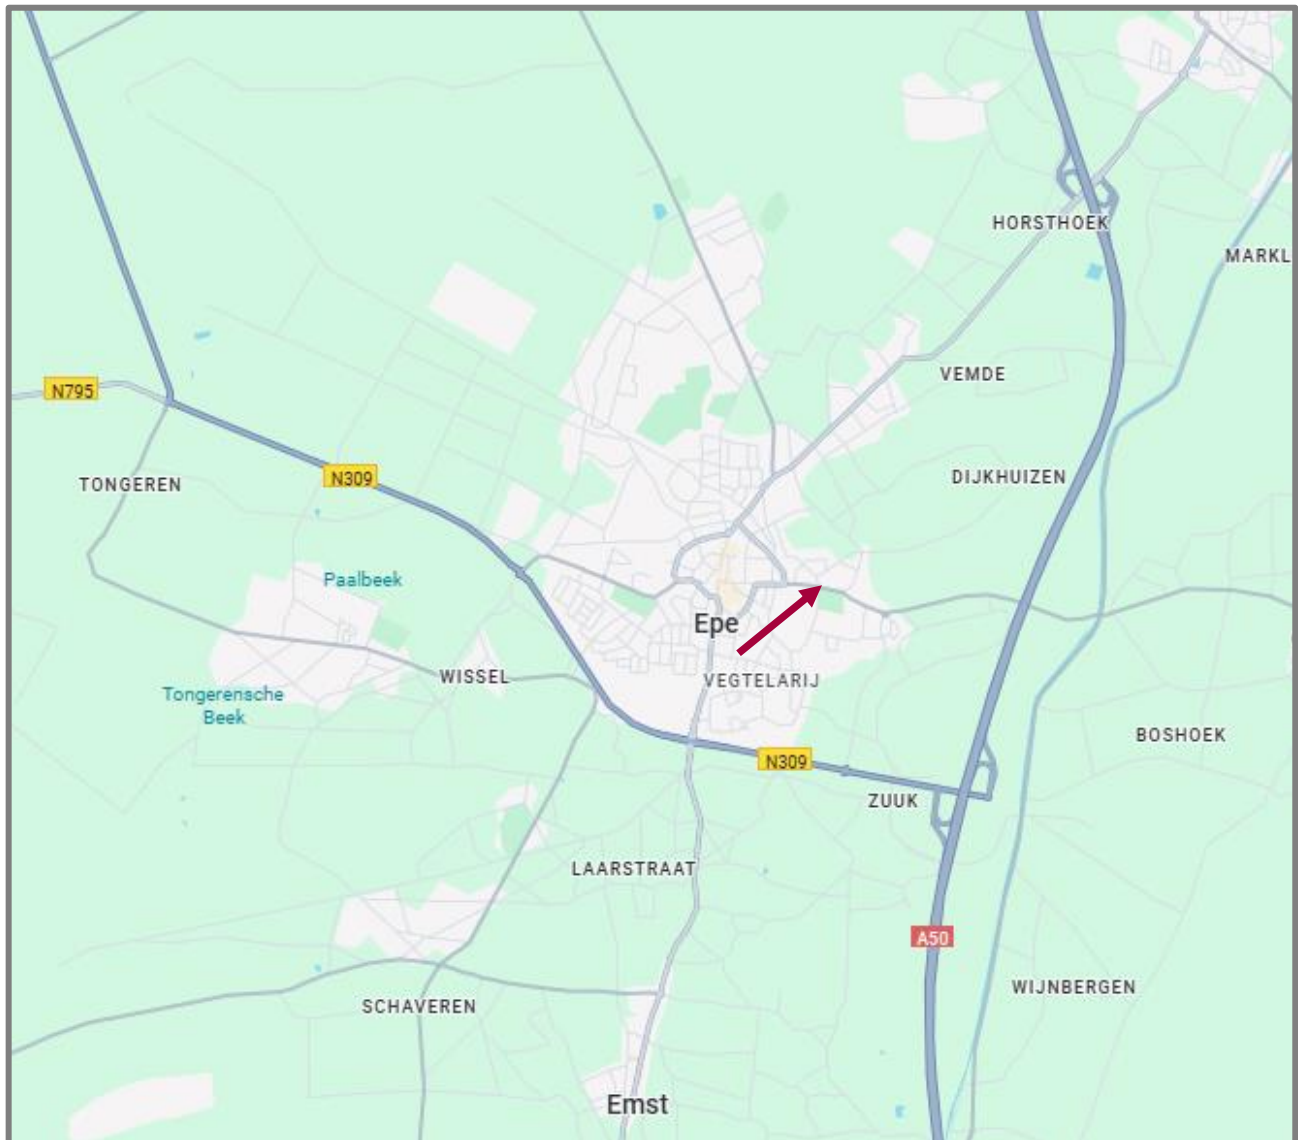 HORSTHOEK
MARKL
VEMDE
N795
N309
TONGEREN
DIJKHUIZEN
Paalbeek
Epe
WISSEL
VEGTELARIJ
Tongerensche
Beek
BOSHOEK
N309
ZUUK
LAARSTRAAT
A50
WIJNBERGEN
SCHAVEREN
Emst